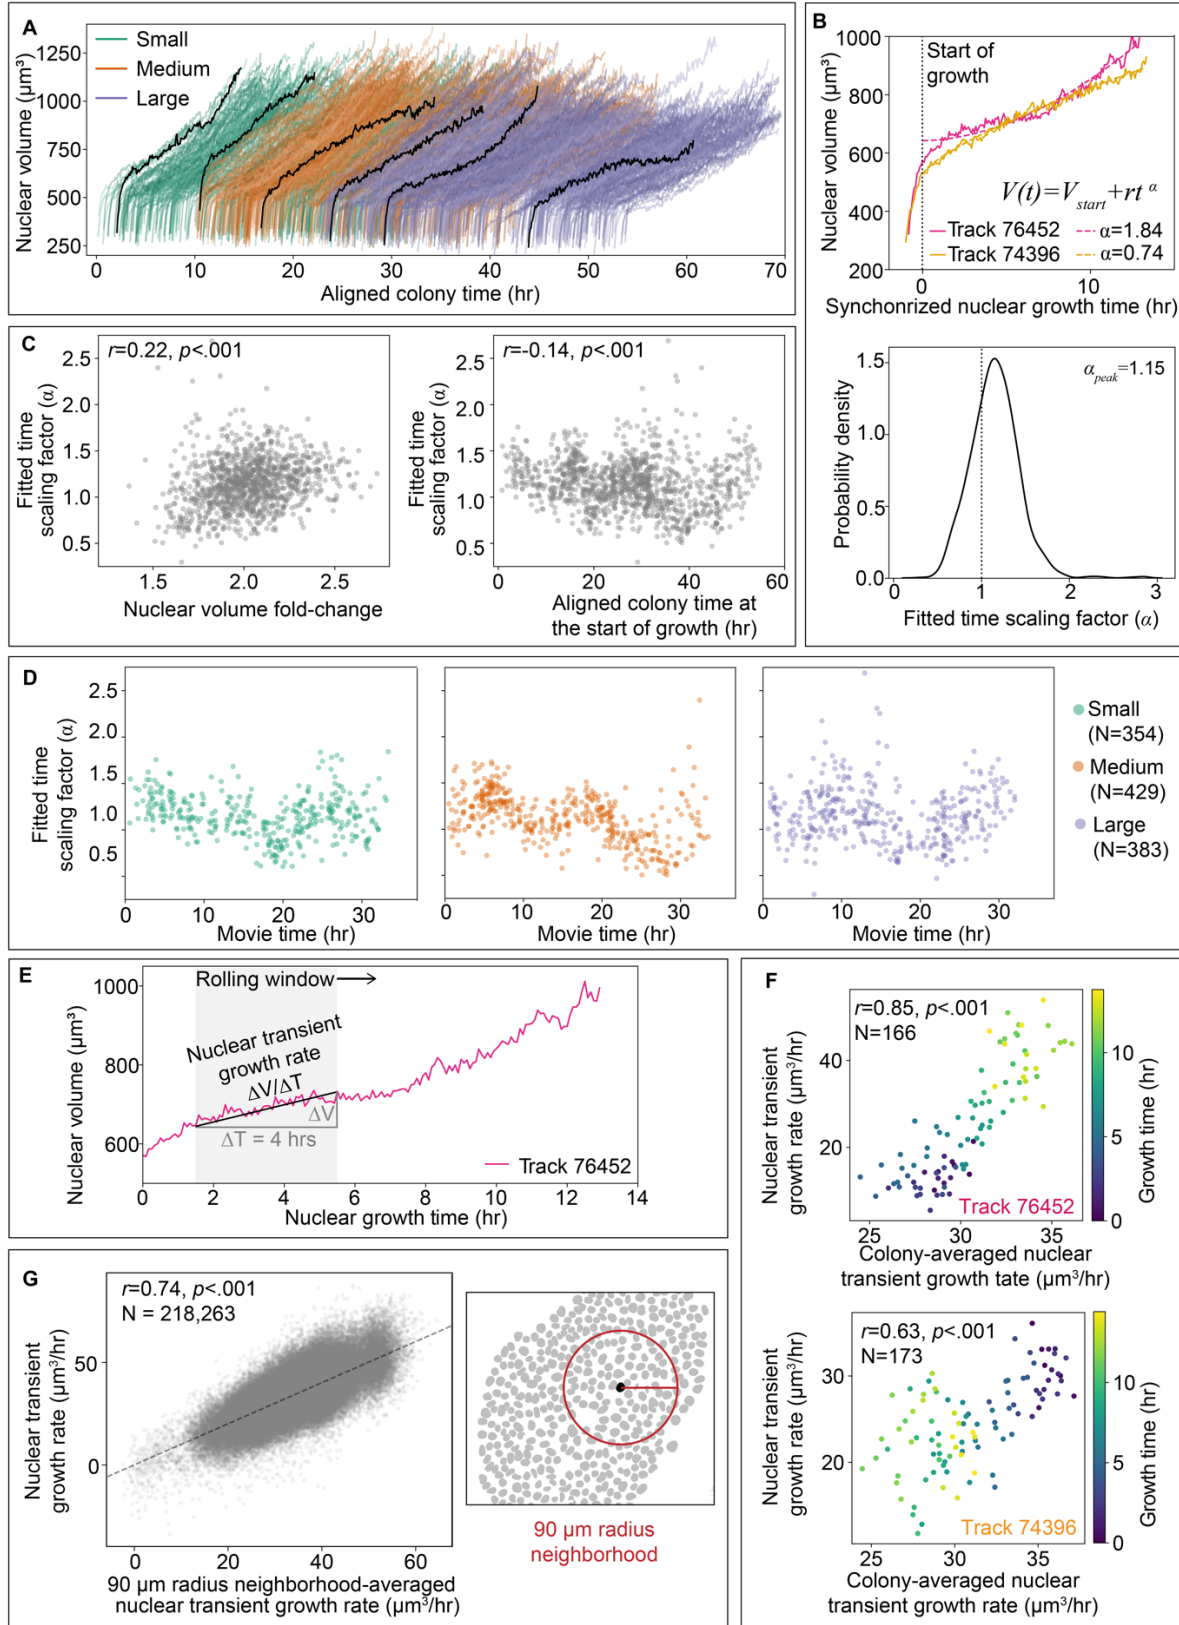 A
Small
Medium
Large
Nuclear volume (µm³)
1250
1000
750
500
250
0 10 20 30 40 50 60 70
Aligned colony time (hr)
B
Start of
growth
Nuclear volume (µm³)
1000
800
600
400
200
V(t)=V_start+rt^α
Track 76452 α=1.84
Track 74396 α=0.74
0 10
Synchonrized nuclear growth time (hr)
α_peak=1.15
Probability density
1.5
1.0
0.5
0.0
0 1 2 3
Fitted time scaling factor (α)
C
r=0.22, p<.001
Fitted time
scaling factor (α)
2.5
2.0
1.5
1.0
0.5
1.5 2.0 2.5
Nuclear volume fold-change
r=-0.14, p<.001
Fitted time
scaling factor (α)
2.5
2.0
1.5
1.0
0.5
0 20 40 60
Aligned colony time at
the start of growth (hr)
D
Fitted time
scaling factor (α)
2.5
2.0
1.5
1.0
0.5
0 10 20 30
Movie time (hr)
0 10 20 30
Movie time (hr)
0 10 20 30
Movie time (hr)
Small
(N=354)
Medium
(N=429)
Large
(N=383)
E
Rolling window
Nuclear volume (µm³)
1000
800
600
Nuclear transient
growth rate
ΔV/ΔT
ΔV
ΔT = 4 hrs
Track 76452
0 2 4 6 8 10 12 14
Nuclear growth time (hr)
F
r=0.85, p<.001
N=166
Nuclear transient
growth rate (µm³/hr)
40
20
Track 76452
25 30 35
Colony-averaged nuclear
transient growth tate (µm³/hr)
10
5
0
Growth time (hr)
r=0.63, p<.001
N=173
Nuclear transient
growth rate (µm³/hr)
30
20
Track 74396
25 30 35
Colony-averaged nuclear
transient growth rate (µm³/hr)
10
5
0
Growth time (hr)
G
r=0.74, p<.001
N = 218,263
Nuclear transient
growth rate (µm³/hr)
50
0
0 20 40 60
90 µm radius neighborhood-averaged
nuclear transient growth rate (µm³/hr)
90 µm radius
neighborhood